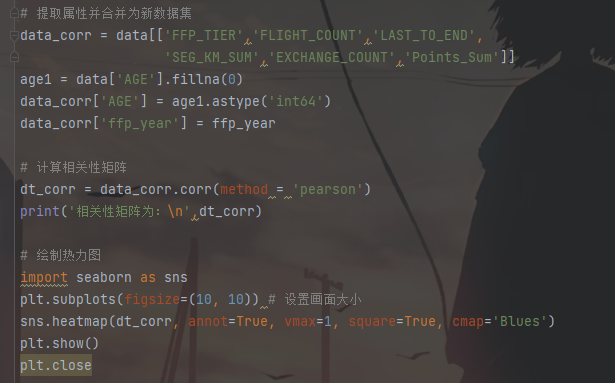 # 提取属性并合并为新数据集
data_corr = data[['FFP_TIER','FLIGHT_COUNT','LAST_TO_END',
'SEG_KM_SUM','EXCHANGE_COUNT','Points_Sum']]
age1 = data['AGE'].fillna(0)
data_corr['AGE'] = age1.astype('int64')
data_corr['ffp_year'] = ffp_year
# 计算相关性矩阵
dt_corr = data_corr.corr(method = 'pearson')
print('相关性矩阵为：\n',dt_corr)
# 绘制热力图
import seaborn as sns
plt.subplots(figsize=(10, 10)) # 设置画面大小
sns.heatmap(dt_corr, annot=True, vmax=1, square=True, cmap='Blues')
plt.show()
plt.close